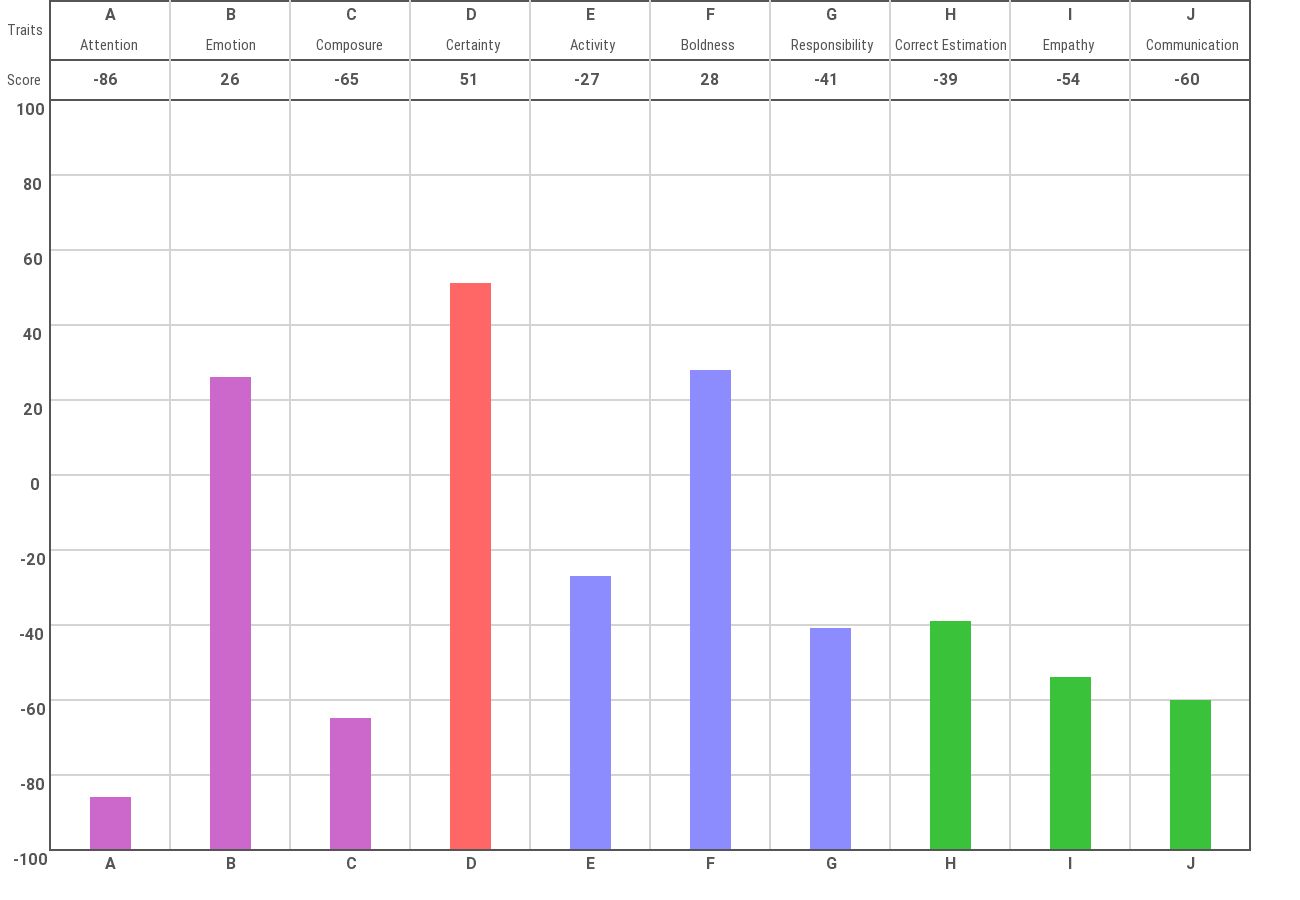 Traits
A B C D E F G H I J
Attention Emotion Composure Certainty Activity Boldness Responsibility Correct Estimation Empathy Communication
Score -86 26 -65 51 -27 28 -41 -39 -54 -60
100
80
60
40
20
0
-20
-40
-60
-80
-100
A B C D E F G H I J